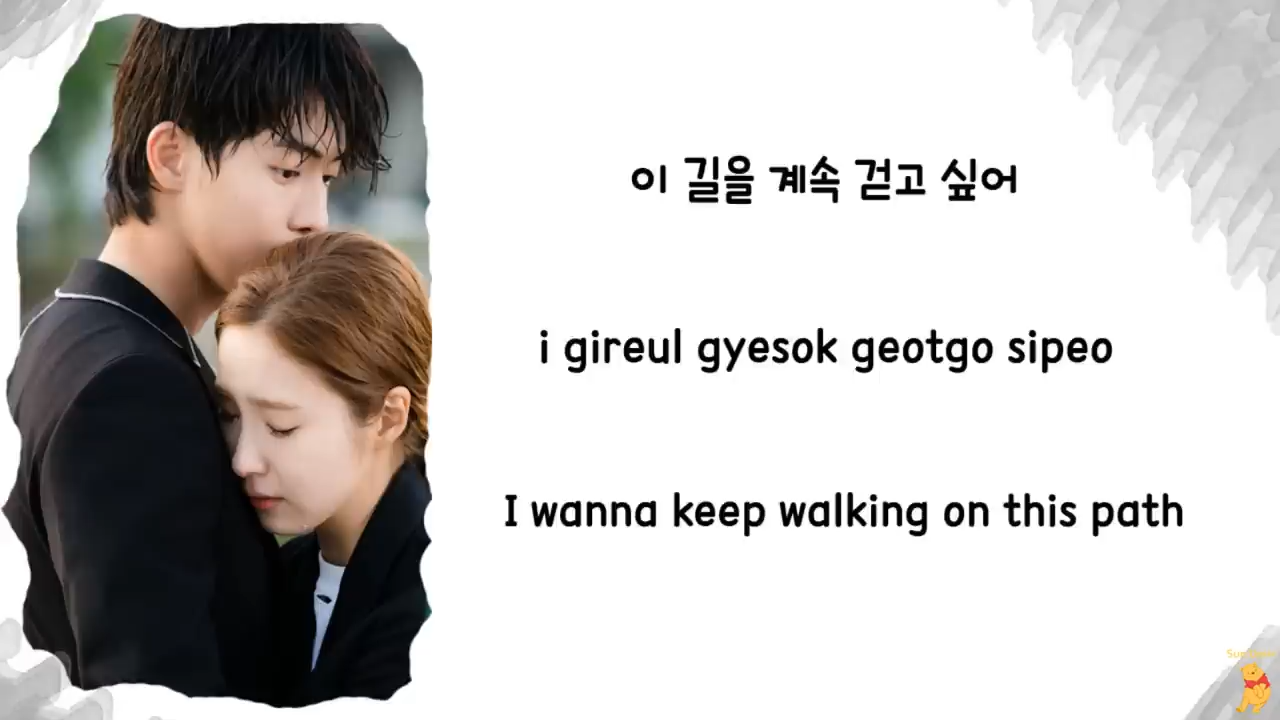 이 길을 계속 걷고 싶어
i gireul gyesok geotgo sipeo
I wanna keep walking on this path